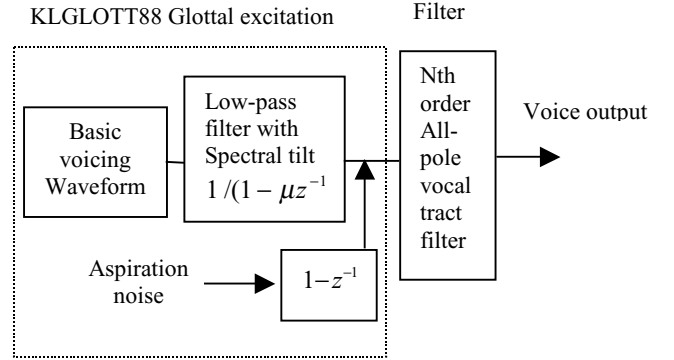 KLGLOTT88 Glottal excitation
Filter
Basic
voicing
Waveform
Low-pass
filter with
Spectral tilt
1 /(1 − μz⁻¹
Nth
order
All-
pole
vocal
tract
filter
Voice output
Aspiration
noise
1−z⁻¹